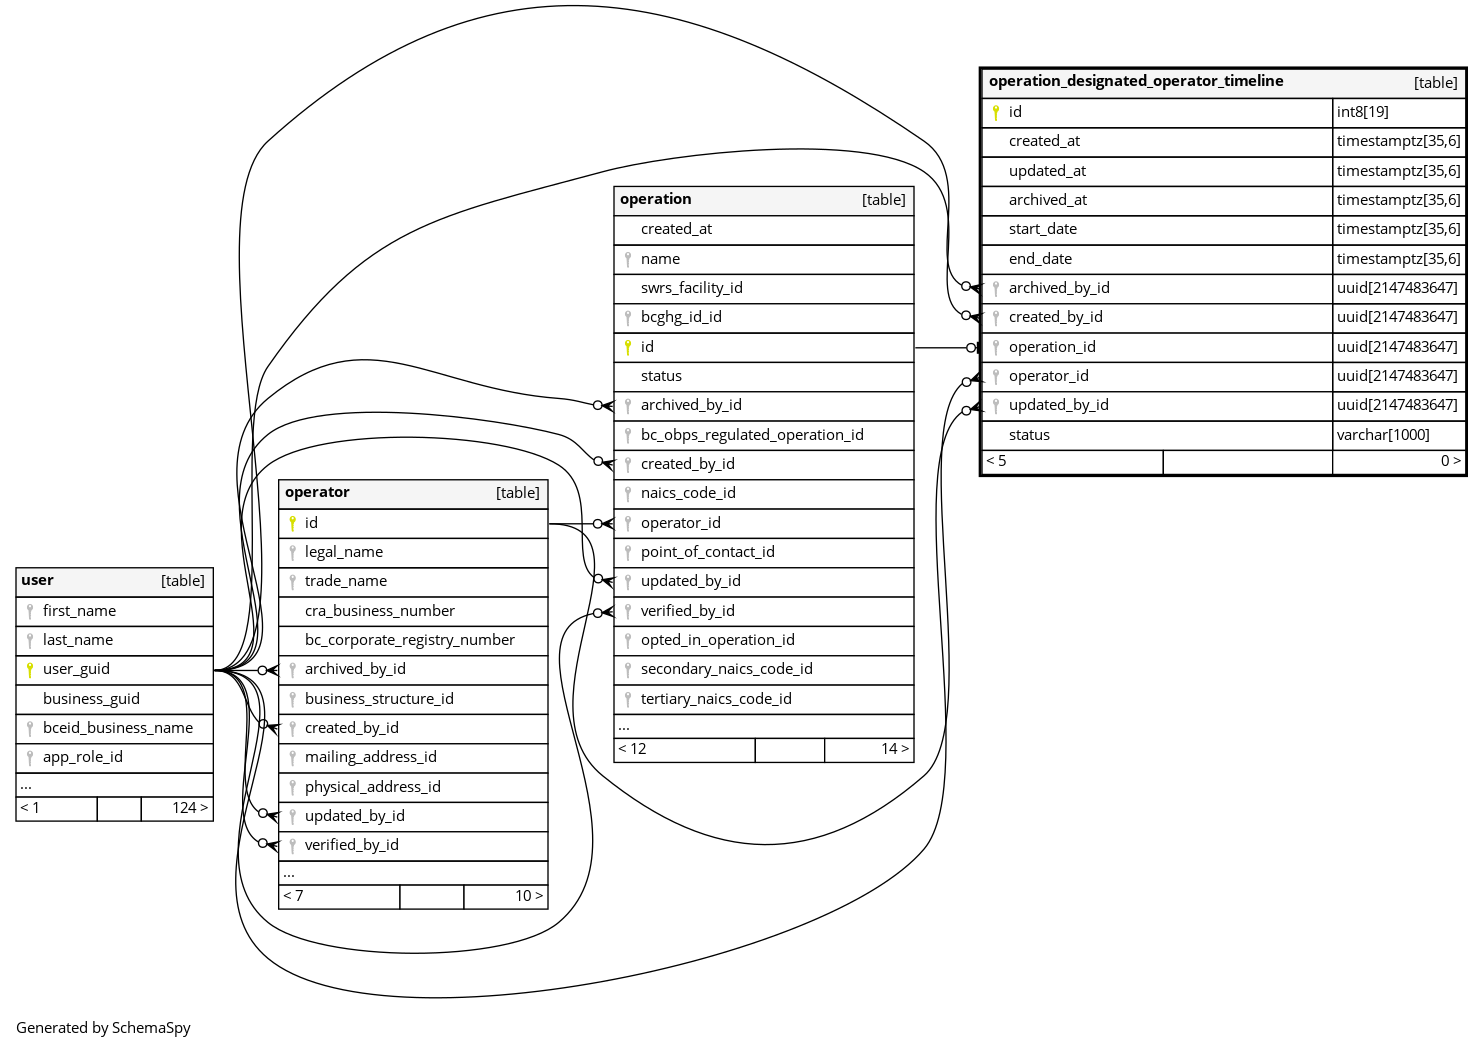 operation_designated_operator_timeline [table]
id int8[19]
created_at timestamptz[35,6]
updated_at timestamptz[35,6]
archived_at timestamptz[35,6]
start_date timestamptz[35,6]
end_date timestamptz[35,6]
archived_by_id uuid[2147483647]
created_by_id uuid[2147483647]
operation_id uuid[2147483647]
operator_id uuid[2147483647]
updated_by_id uuid[2147483647]
status varchar[1000]
< 5 0 >
operation [table]
created_at
name
swrs_facility_id
bcghg_id_id
id
status
archived_by_id
bc_obps_regulated_operation_id
created_by_id
naics_code_id
operator_id
point_of_contact_id
updated_by_id
verified_by_id
opted_in_operation_id
secondary_naics_code_id
tertiary_naics_code_id
...
< 12 14 >
operator [table]
id
legal_name
trade_name
cra_business_number
bc_corporate_registry_number
archived_by_id
business_structure_id
created_by_id
mailing_address_id
physical_address_id
updated_by_id
verified_by_id
...
< 7 10 >
user [table]
first_name
last_name
user_guid
business_guid
bceid_business_name
app_role_id
...
< 1 124 >
Generated by SchemaSpy